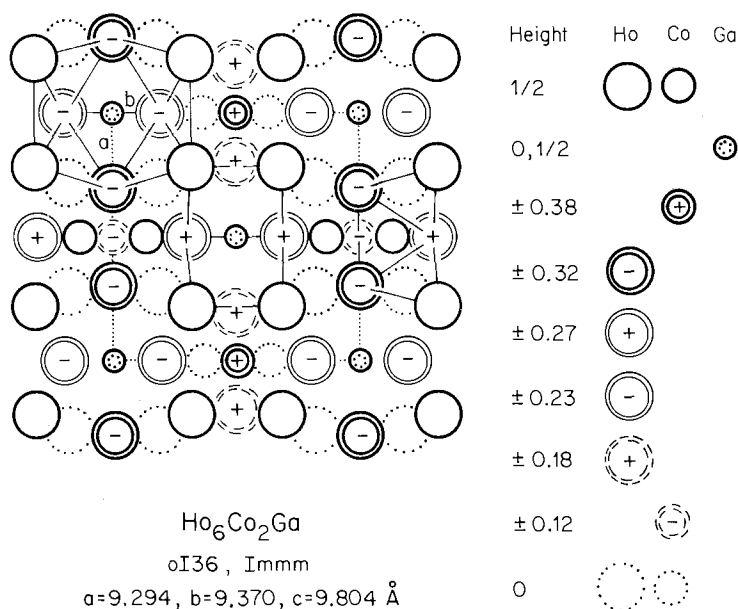 Height Ho Co Ga
b
a
1/2
0, 1/2
± 0.38
± 0.32
± 0.27
± 0.23
± 0.18
± 0.12
0
Ho6Co2Ga
oI36, Immm
a=9.294, b=9.370, c=9.804 Å